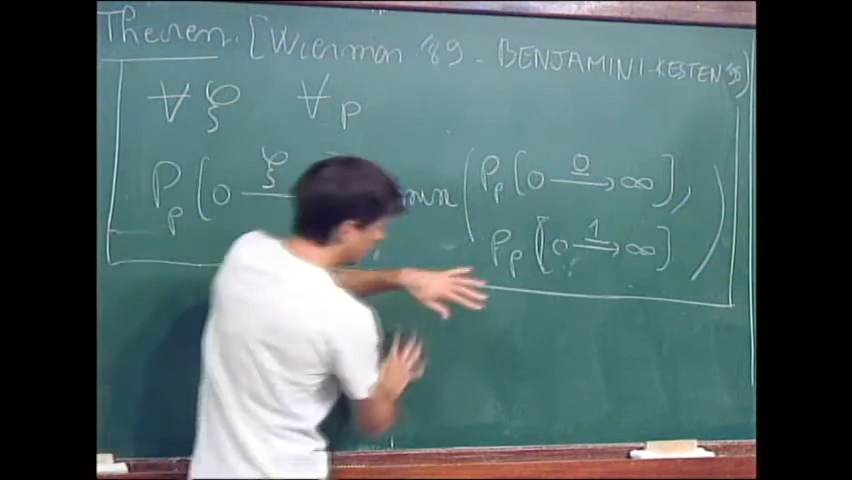 Theorem. [Wierman '89 - BENJAMINI-KESTEN '95)
∀ξ ∀p
P_p(0 —ξ min(P_p[0 —0→ ∞],
P_p[0 —1→ ∞])